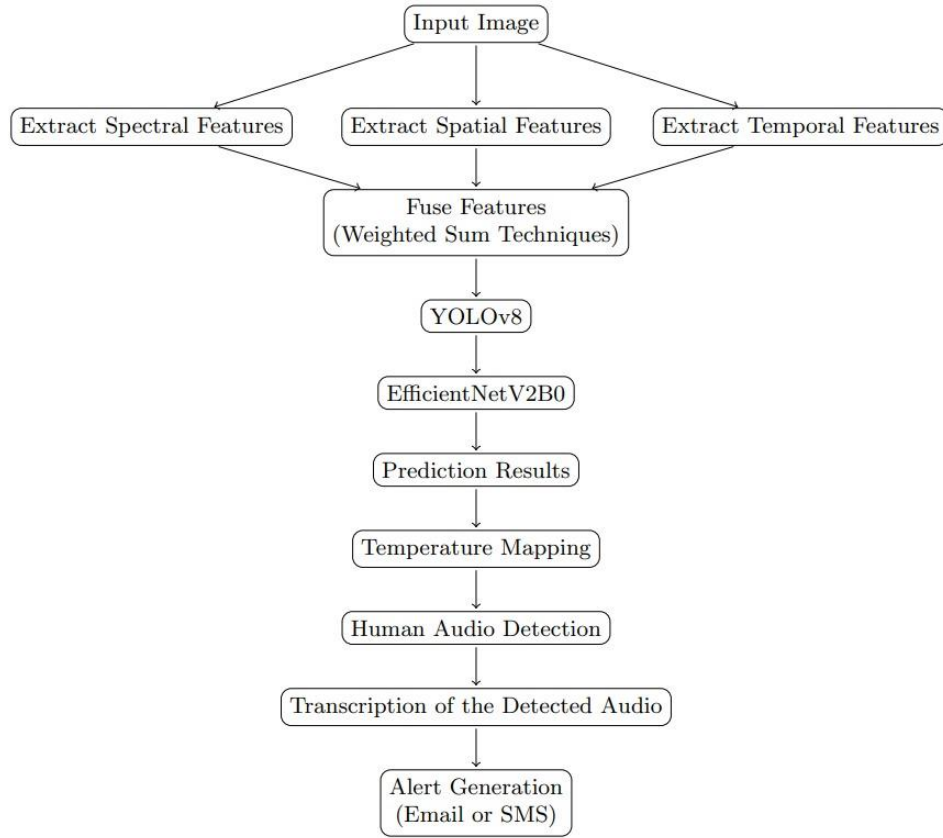 Input Image
Extract Spectral Features
Extract Spatial Features
Extract Temporal Features
Fuse Features
(Weighted Sum Techniques)
YOLOv8
EfficientNetV2B0
Prediction Results
Temperature Mapping
Human Audio Detection
Transcription of the Detected Audio
Alert Generation
(Email or SMS)